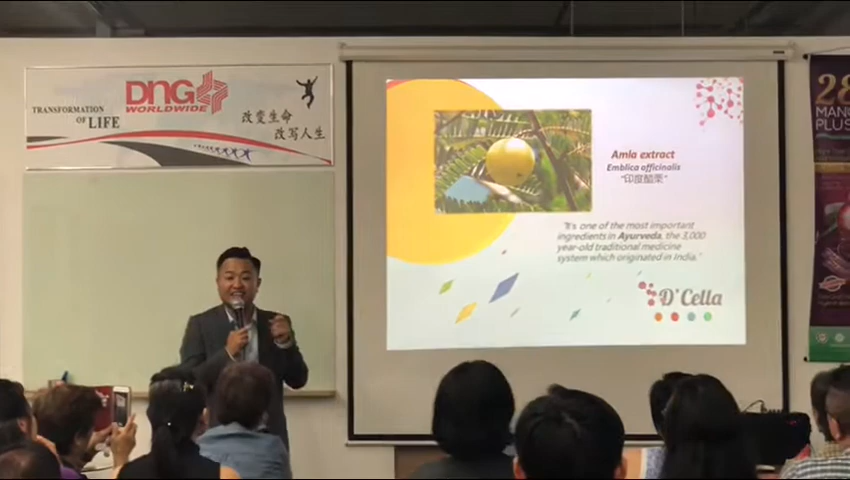 TRANSFORMATION
OF LIFE
DNG
WORLDWIDE
改变生命
改写人生
Amla extract
Emblica officinalis
"印度醋栗"
"It's one of the most important
ingredients in Ayurveda, the 3,000
year-old traditional medicine
system which originated in India."
D'Cella
28
PLUS